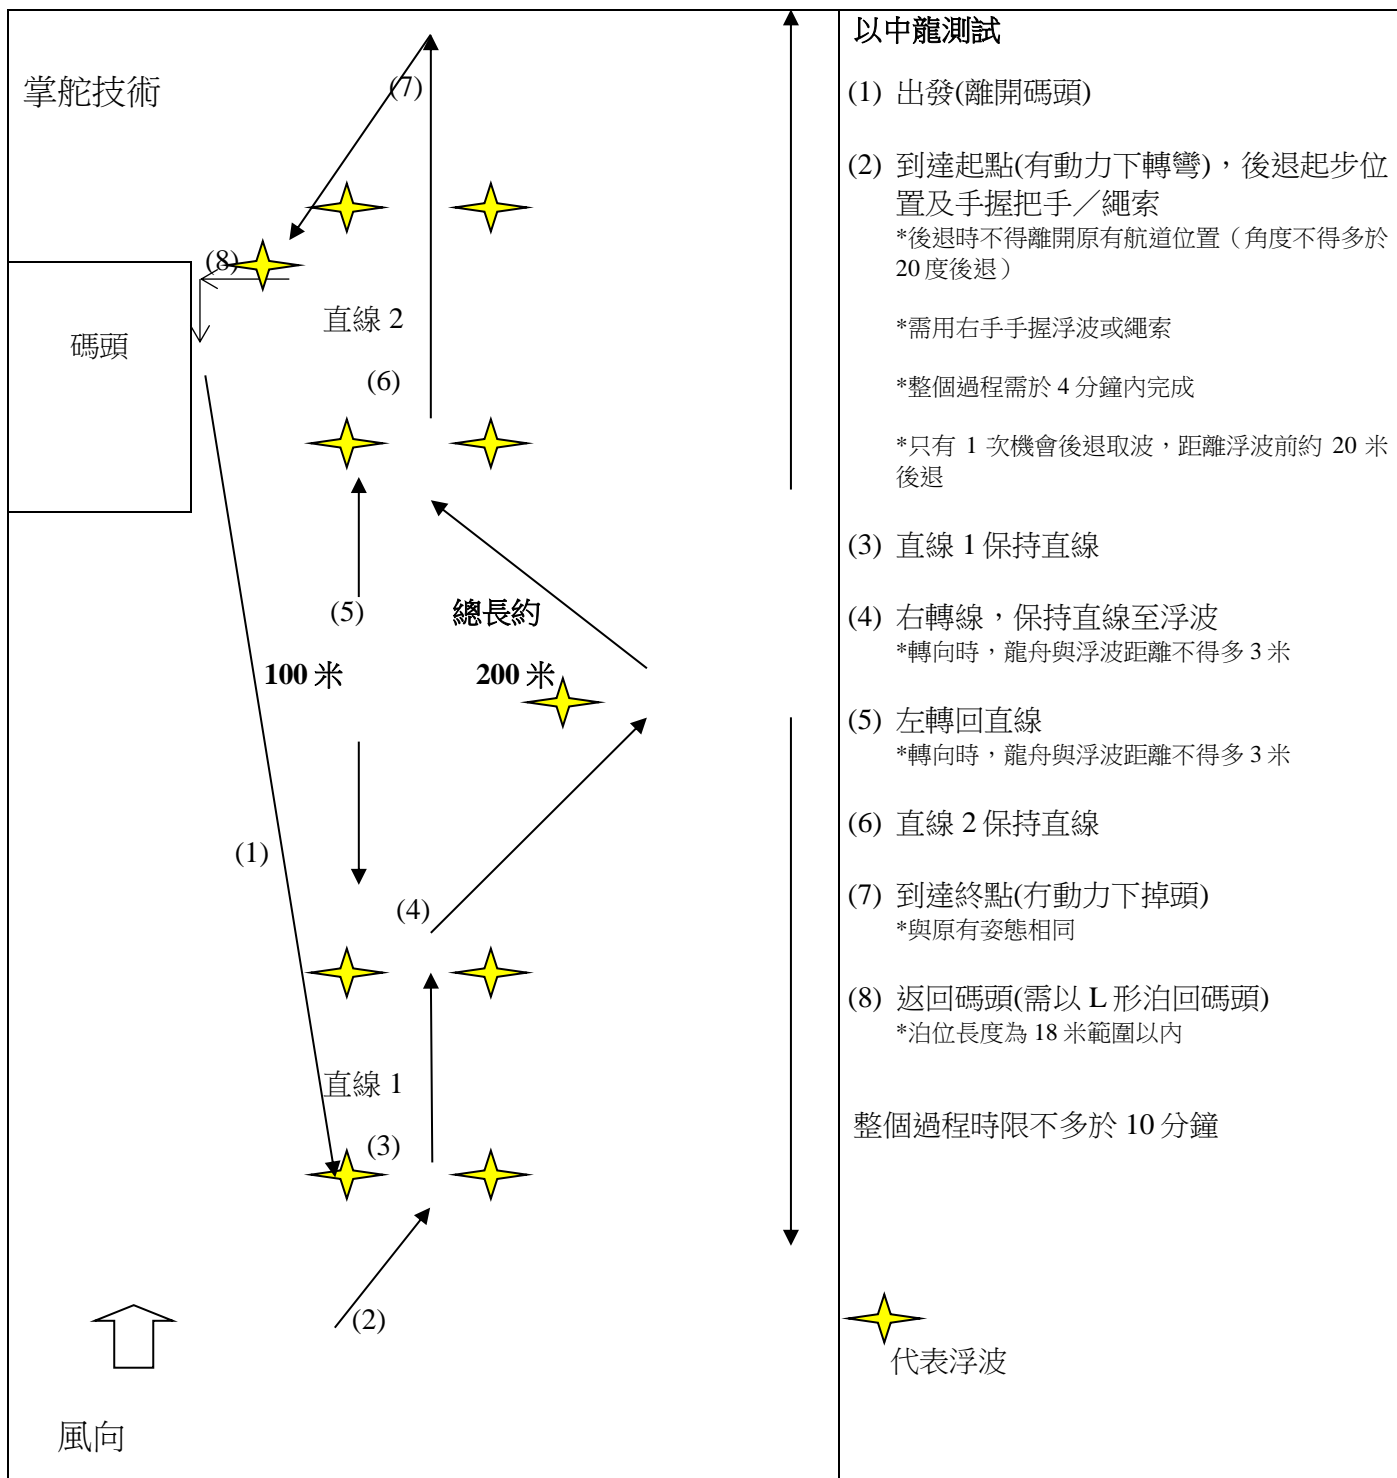 掌舵技術
(7)
(8)
碼頭
直線 2
(6)
(5)
總長約
100 米
200 米
(1)
(4)
直線 1
(3)
(2)
風向
以中龍測試
(1) 出發(離開碼頭)
(2) 到達起點(有動力下轉彎)，後退起步位
置及手握把手／繩索
*後退時不得離開原有航道位置（角度不得多於
20 度後退）
*需用右手手握浮波或繩索
*整個過程需於 4 分鐘內完成
*只有 1 次機會後退取波，距離浮波前約 20 米
後退
(3) 直線 1 保持直線
(4) 右轉線，保持直線至浮波
*轉向時，龍舟與浮波距離不得多 3 米
(5) 左轉回直線
*轉向時，龍舟與浮波距離不得多 3 米
(6) 直線 2 保持直線
(7) 到達終點(冇動力下掉頭)
*與原有姿態相同
(8) 返回碼頭(需以 L 形泊回碼頭)
*泊位長度為 18 米範圍以內
整個過程時限不多於 10 分鐘
代表浮波